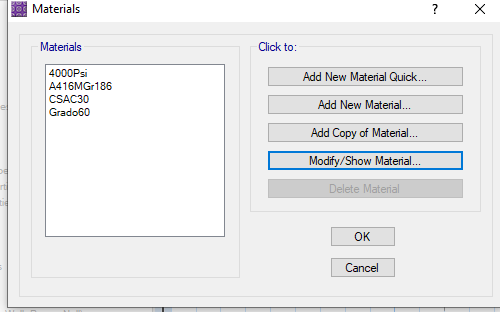 Materials
Materials
4000Psi
A416MGr186
CSAC30
Grado60
Click to:
Add New Material Quick...
Add New Material...
Add Copy of Material...
Modify/Show Material...
Delete Material
OK
Cancel